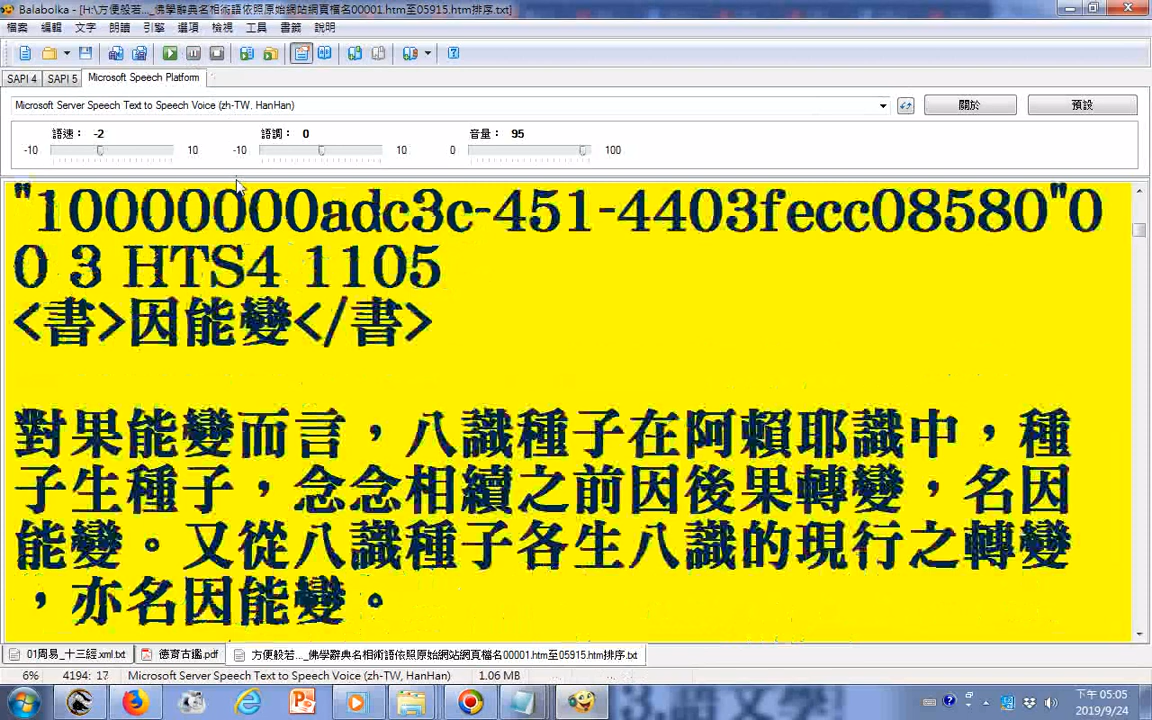 Balabolka - [H:\方便般若..._佛學辭典名相術語依照原始網站網頁檔名00001.htm至05915.htm排序.txt]
檔案 編輯 文字 朗讀 引擎 選項 檢視 工具 書籤 說明
SAPI 4 SAPI 5 Microsoft Speech Platform
Microsoft Server Speech Text to Speech Voice (zh-TW, HanHan) 關於 預設
語速： -2 語調： 0 音量： 95
-10 10 -10 10 0 100
"10000000adc3c-451-4403fecc08580"0
0 3 HTS4 1105
<書>因能變</書>
對果能變而言，八識種子在阿賴耶識中，種
子生種子，念念相續之前因後果轉變，名因
能變。又從八識種子各生八識的現行之轉變
，亦名因能變。
01周易_十三經.xml.txt 德育古鑑.pdf 方便般若..._佛學辭典名相術語依照原始網站網頁檔名00001.htm至05915.htm排序.txt
6% 4194: 17 Microsoft Server Speech Text to Speech Voice (zh-TW, HanHan) 1.06 MB
3.語文學
下午 05:05
2019/9/24